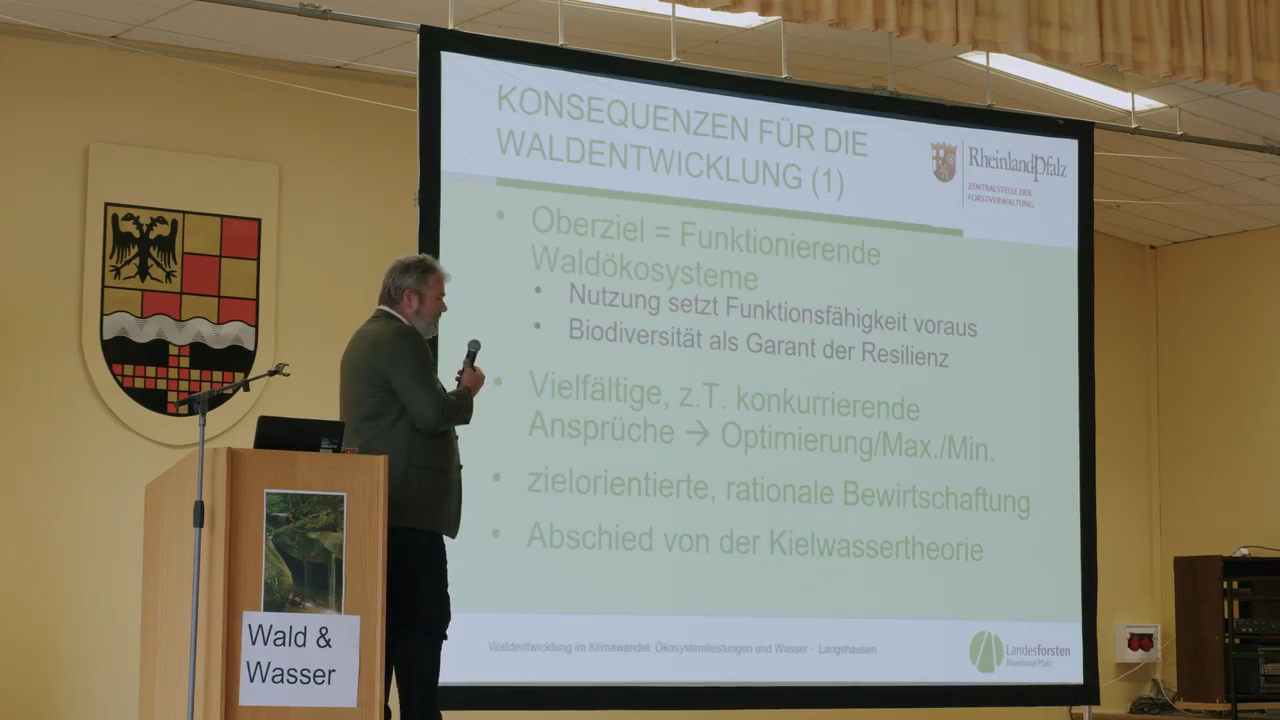 KONSEQUENZEN FÜR DIE
WALDENTWICKLUNG (1)
RheinlandPfalz
ZENTRALSTELLE DER
FORSTVERWALTUNG
• Oberziel = Funktionierende
Waldökosysteme
• Nutzung setzt Funktionsfähigkeit voraus
• Biodiversität als Garant der Resilienz
• Vielfältige, z.T. konkurrierende
Ansprüche → Optimierung/Max./Min.
• zielorientierte, rationale Bewirtschaftung
• Abschied von der Kielwassertheorie
Waldentwicklung im Klimawandel: Ökosystemleistungen und Wasser - Langshausen
Landesforsten
Rheinland-Pfalz
Wald &
Wasser